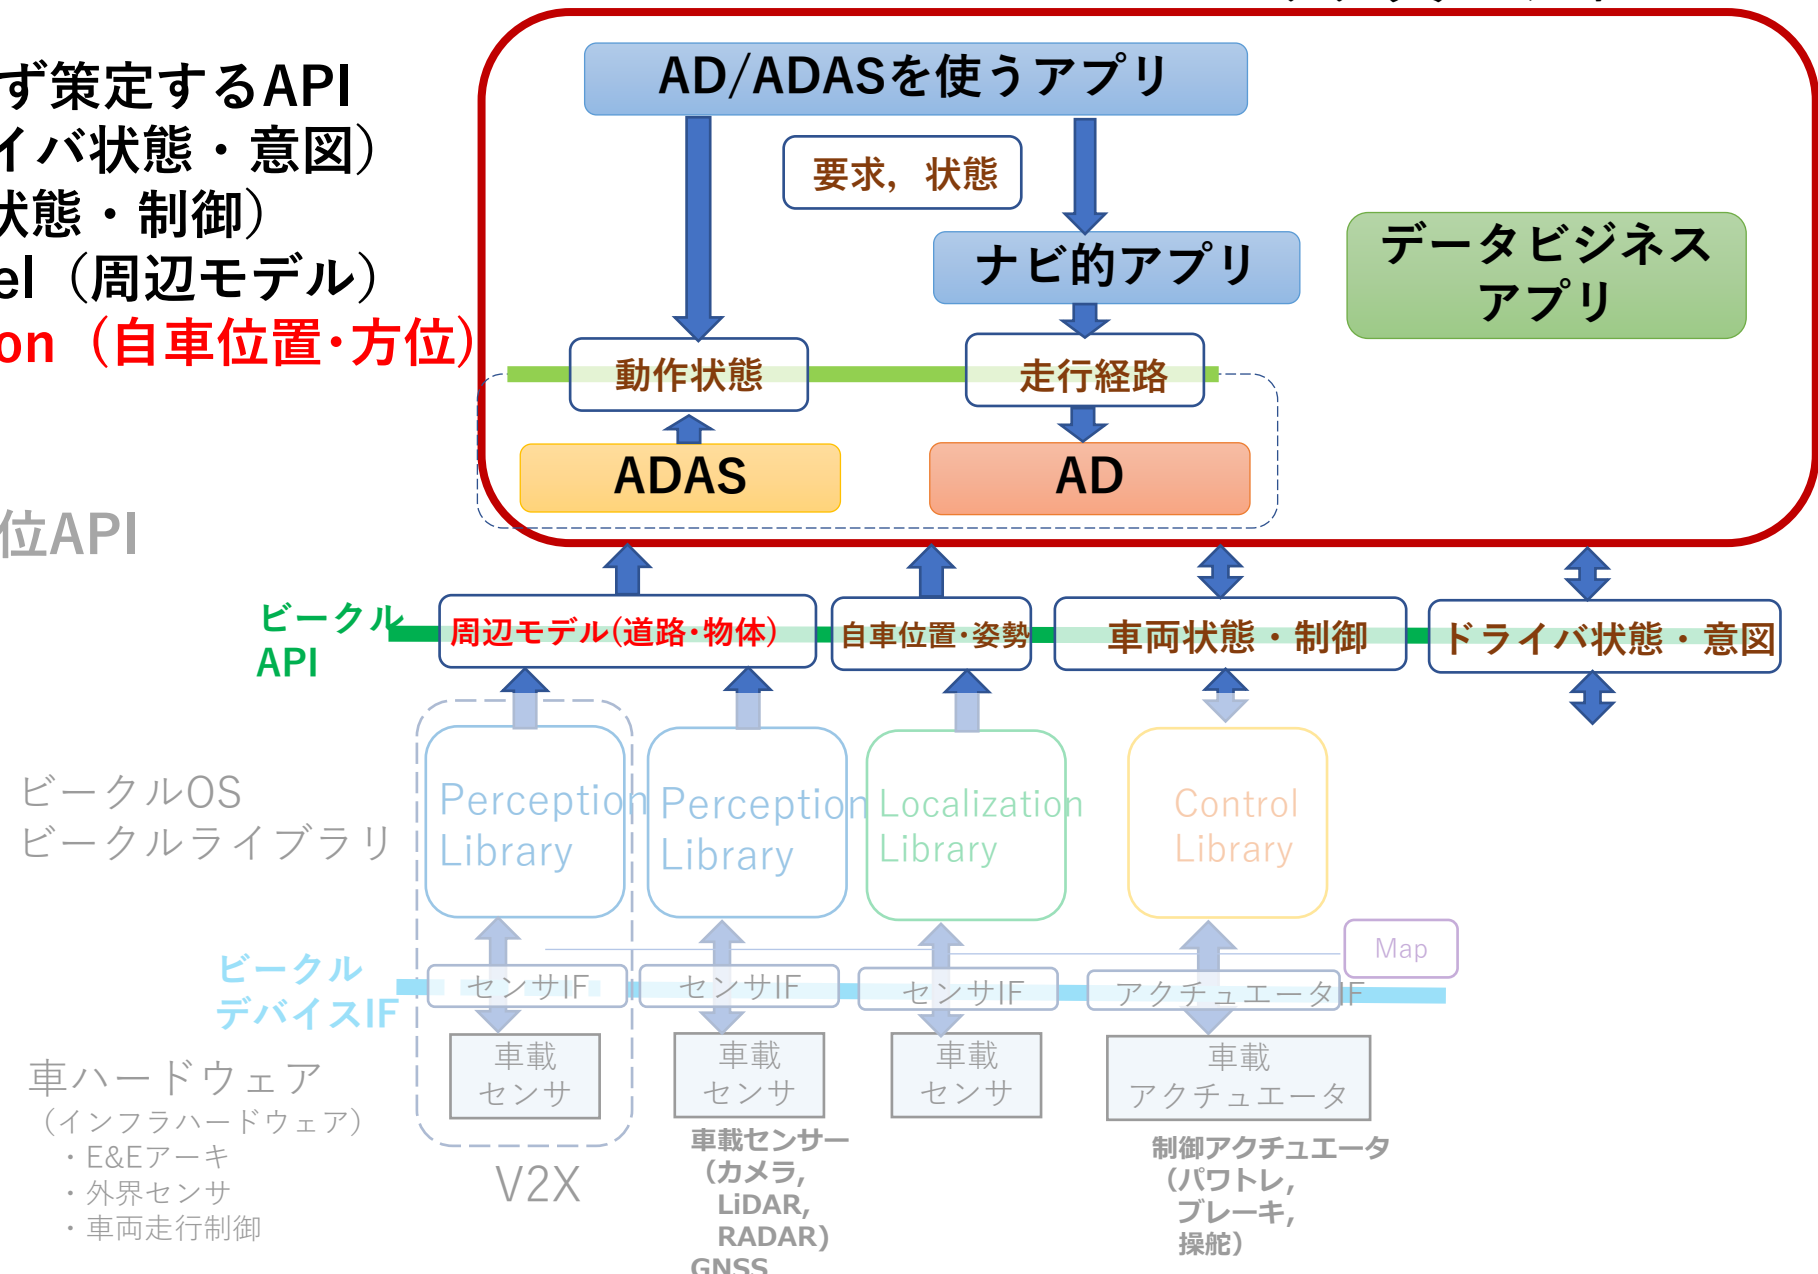 ず策定するAPI
イバ状態・意図）
状態・制御）
el（周辺モデル）
on（自車位置･方位）
位API
AD/ADASを使うアプリ
要求，状態
ナビ的アプリ
データビジネス
アプリ
動作状態
走行経路
ADAS
AD
ビークル
API
周辺モデル(道路･物体)
自車位置･姿勢
車両状態・制御
ドライバ状態・意図
ビークルOS
ビークルライブラリ
Perception
Library
Perception
Library
Localization
Library
Control
Library
Map
ビークル
デバイスIF
センサIF
センサIF
センサIF
アクチュエータIF
車載
センサ
車載
センサ
車載
センサ
車載
アクチュエータ
車ハードウェア
（インフラハードウェア）
・E&Eアーキ
・外界センサ
・車両走行制御
V2X
車載センサー
（カメラ,
LiDAR,
RADAR)
GNSS
制御アクチュエータ
（パワトレ,
ブレーキ,
操舵）